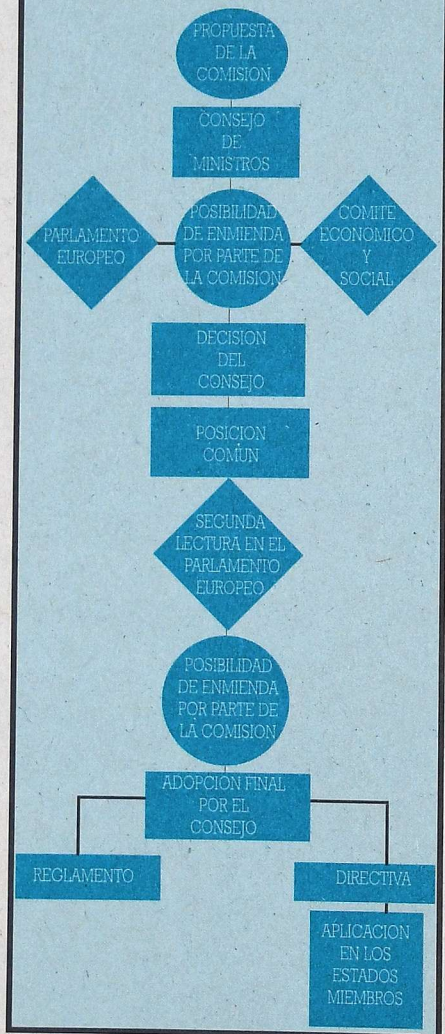 PROPUESTA
DE LA
COMISION
CONSEJO
DE
MINISTROS
PARLAMENTO
EUROPEO
POSIBILIDAD
DE ENMIENDA
POR PARTE DE
LA COMISION
COMITE
ECONOMICO
Y
SOCIAL
DECISION
DEL
CONSEJO
POSICION
COMUN
SEGUNDA
LECTURA EN EL
PARLAMENTO
EUROPEO
POSIBILIDAD
DE ENMIENDA
POR PARTE DE
LA COMISION
ADOPCION FINAL
POR EL
CONSEJO
REGLAMENTO
DIRECTIVA
APLICACION
EN LOS
ESTADOS
MIEMBROS